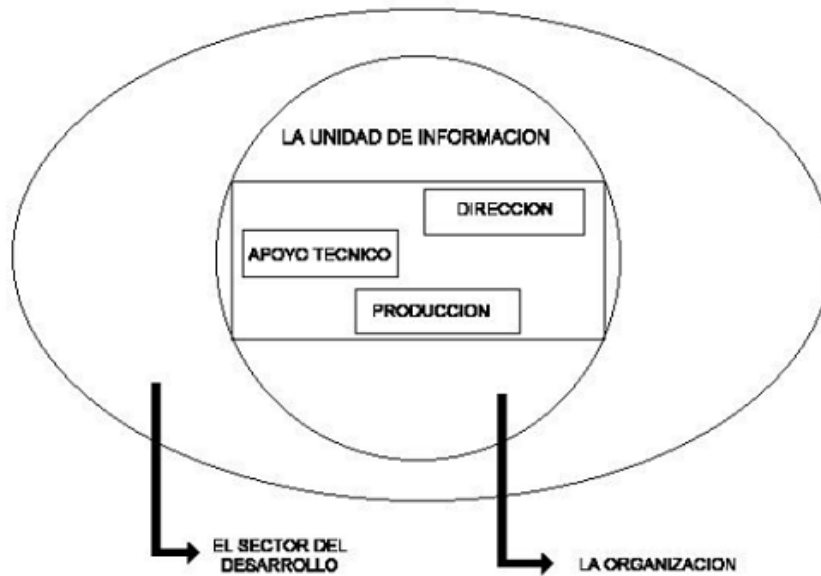 LA UNIDAD DE INFORMACION
DIRECCION
APOYO TECNICO
PRODUCCION
EL SECTOR DEL
DESARROLLO
LA ORGANIZACION